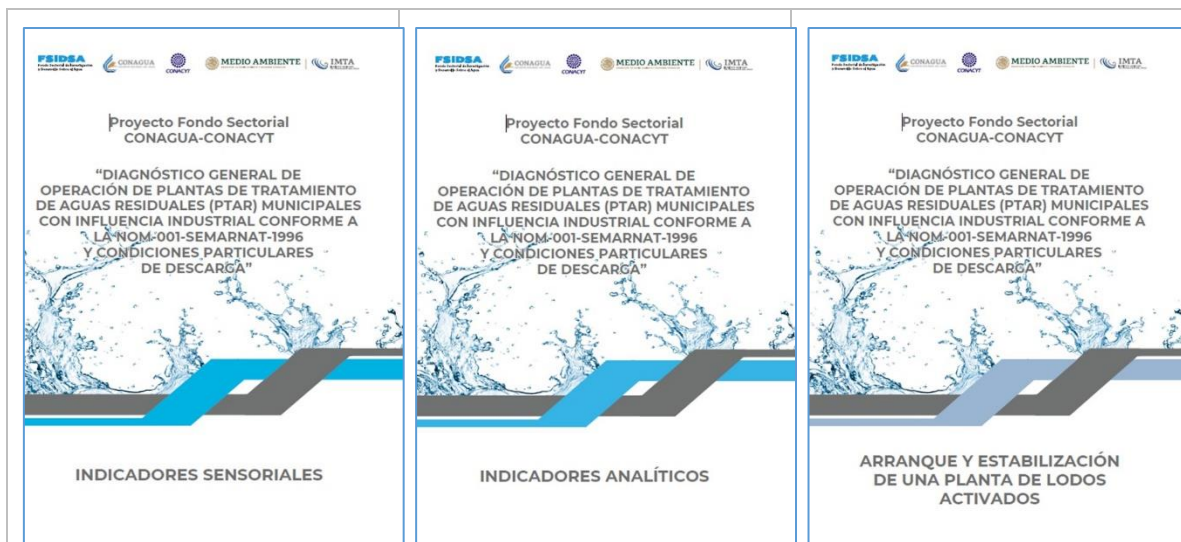 FSIDSA
CONAGUA
CONACYT
MEDIO AMBIENTE
IMTA
Proyecto Fondo Sectorial
CONAGUA-CONACYT
“DIAGNÓSTICO GENERAL DE
OPERACIÓN DE PLANTAS DE TRATAMIENTO
DE AGUAS RESIDUALES (PTAR) MUNICIPALES
CON INFLUENCIA INDUSTRIAL CONFORME A
LA NOM-001-SEMARNAT-1996
Y CONDICIONES PARTICULARES
DE DESCARGA”
INDICADORES SENSORIALES
FSIDSA
CONAGUA
CONACYT
MEDIO AMBIENTE
IMTA
Proyecto Fondo Sectorial
CONAGUA-CONACYT
“DIAGNÓSTICO GENERAL DE
OPERACIÓN DE PLANTAS DE TRATAMIENTO
DE AGUAS RESIDUALES (PTAR) MUNICIPALES
CON INFLUENCIA INDUSTRIAL CONFORME A
LA NOM-001-SEMARNAT-1996
Y CONDICIONES PARTICULARES
DE DESCARGA”
INDICADORES ANALÍTICOS
FSIDSA
CONAGUA
CONACYT
MEDIO AMBIENTE
IMTA
Proyecto Fondo Sectorial
CONAGUA-CONACYT
“DIAGNÓSTICO GENERAL DE
OPERACIÓN DE PLANTAS DE TRATAMIENTO
DE AGUAS RESIDUALES (PTAR) MUNICIPALES
CON INFLUENCIA INDUSTRIAL CONFORME A
LA NOM-001-SEMARNAT-1996
Y CONDICIONES PARTICULARES
DE DESCARGA”
ARRANQUE Y ESTABILIZACIÓN
DE UNA PLANTA DE LODOS
ACTIVADOS